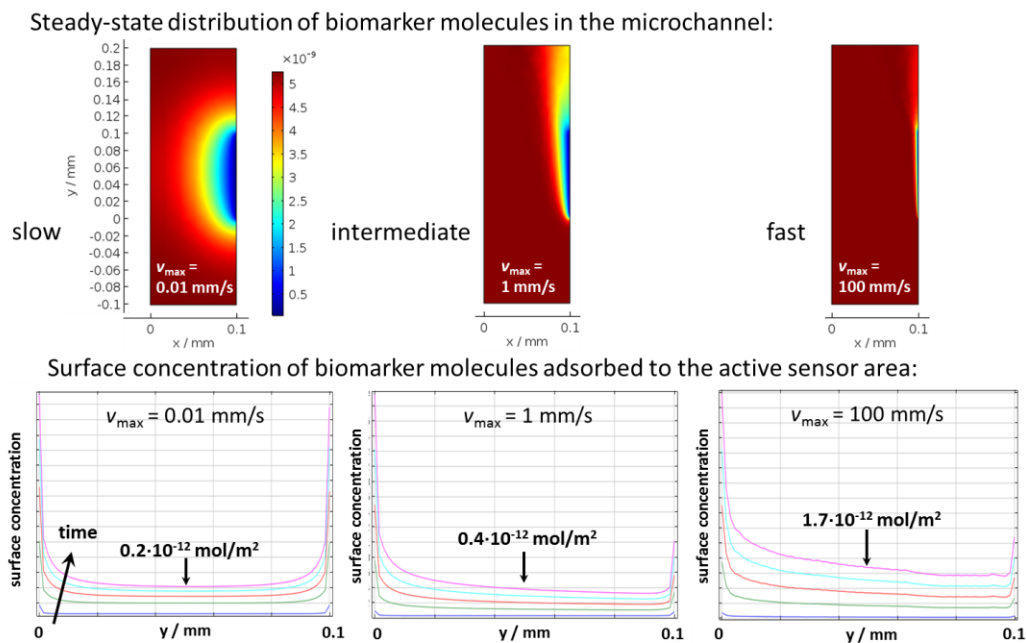 Steady-state distribution of biomarker molecules in the microchannel:
×10⁻⁹
0.2
0.18
0.16
0.14
0.12
0.1
0.08
0.06
0.04
0.02
0
-0.02
-0.04
-0.06
-0.08
-0.1
y / mm
5
4.5
4
3.5
3
2.5
2
1.5
1
0.5
slow
intermediate
fast
vmax =
0.01 mm/s
vmax =
1 mm/s
vmax =
100 mm/s
0 0.1
x / mm
0 0.1
x / mm
0 0.1
x / mm
Surface concentration of biomarker molecules adsorbed to the active sensor area:
surface concentration
vmax = 0.01 mm/s
time
0.2·10⁻¹² mol/m²
0 y / mm 0.1
surface concentration
vmax = 1 mm/s
0.4·10⁻¹² mol/m²
0 y / mm 0.1
surface concentration
vmax = 100 mm/s
1.7·10⁻¹² mol/m²
0 y / mm 0.1